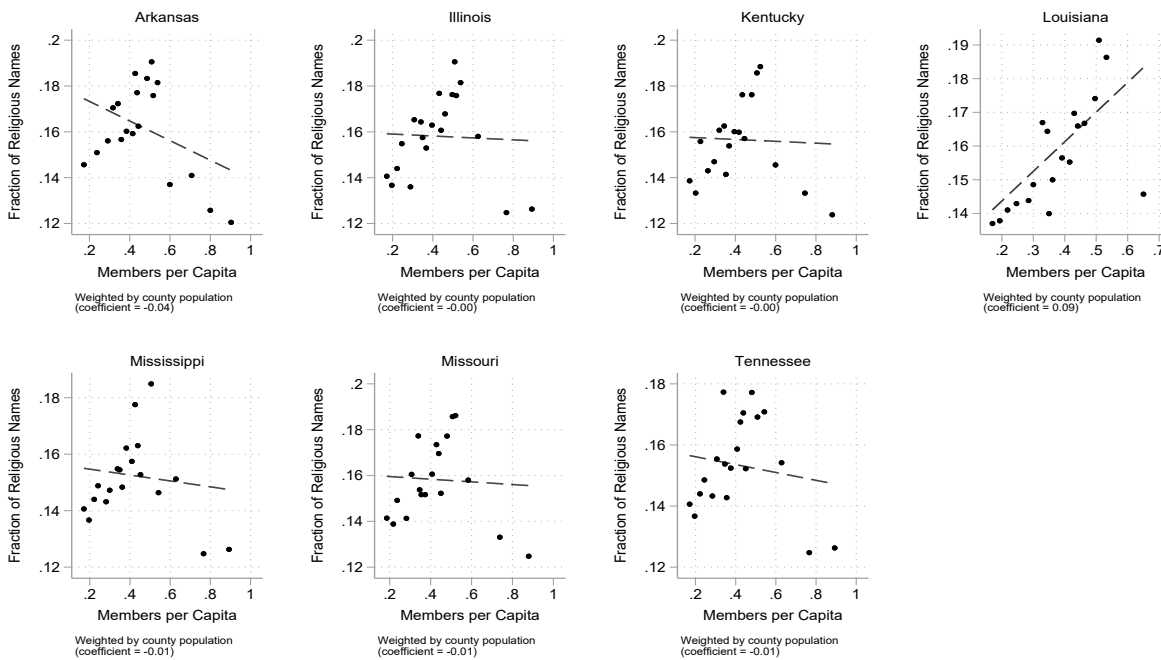 Arkansas
Fraction of Religious Names
.2
.18
.16
.14
.12
.2 .4 .6 .8 1
Members per Capita
Weighted by county population
(coefficient = -0.04)
Illinois
Fraction of Religious Names
.2
.18
.16
.14
.12
.2 .4 .6 .8 1
Members per Capita
Weighted by county population
(coefficient = -0.00)
Kentucky
Fraction of Religious Names
.2
.18
.16
.14
.12
.2 .4 .6 .8 1
Members per Capita
Weighted by county population
(coefficient = -0.00)
Louisiana
Fraction of Religious Names
.19
.18
.17
.16
.15
.14
.2 .3 .4 .5 .6 .7
Members per Capita
Weighted by county population
(coefficient = 0.09)
Mississippi
Fraction of Religious Names
.18
.16
.14
.12
.2 .4 .6 .8 1
Members per Capita
Weighted by county population
(coefficient = -0.01)
Missouri
Fraction of Religious Names
.2
.18
.16
.14
.12
.2 .4 .6 .8 1
Members per Capita
Weighted by county population
(coefficient = -0.01)
Tennessee
Fraction of Religious Names
.18
.16
.14
.12
.2 .4 .6 .8 1
Members per Capita
Weighted by county population
(coefficient = -0.01)